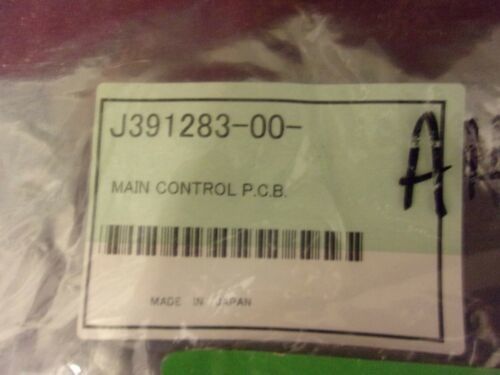 J391283-00-
MAIN CONTROL P.C.B.
MADE IN JAPAN
A